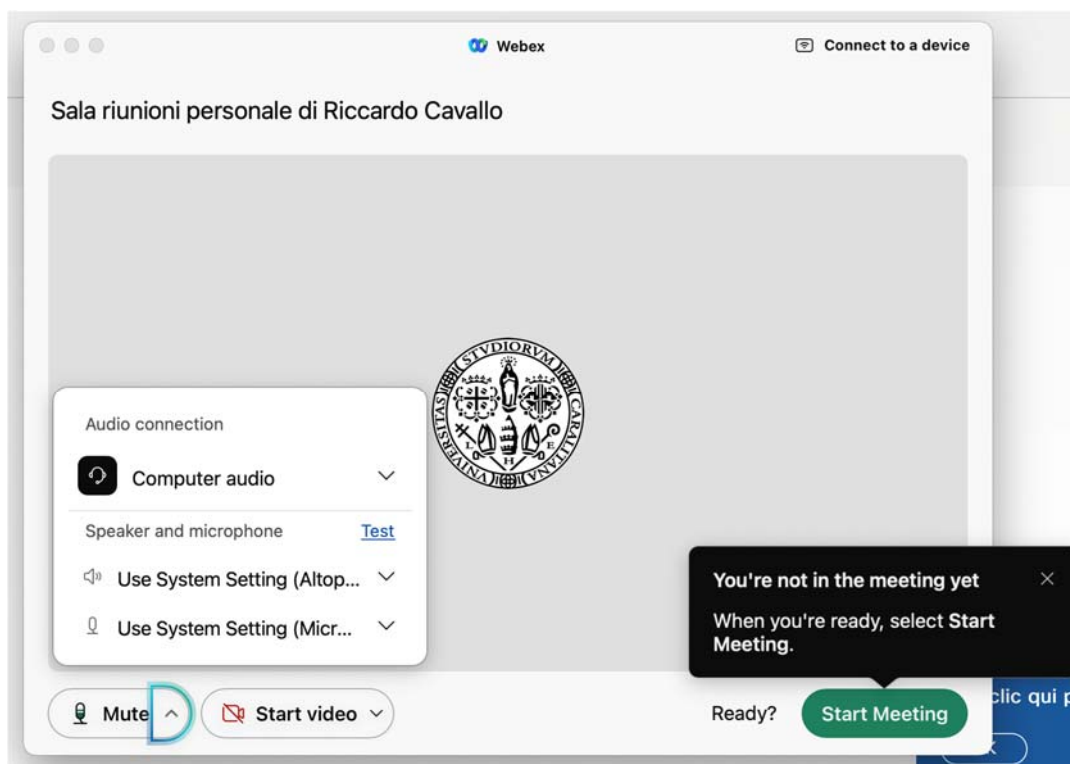 Webex
Connect to a device
Sala riunioni personale di Riccardo Cavallo
STVDIORVM
VNIVERSITAS
CARALITANA
L E
H
Audio connection
Computer audio
Speaker and microphone
Test
Use System Setting (Altop...
Use System Setting (Micr...
You're not in the meeting yet
When you're ready, select Start
Meeting.
Mute
Start video
Ready?
Start Meeting
clic qui p